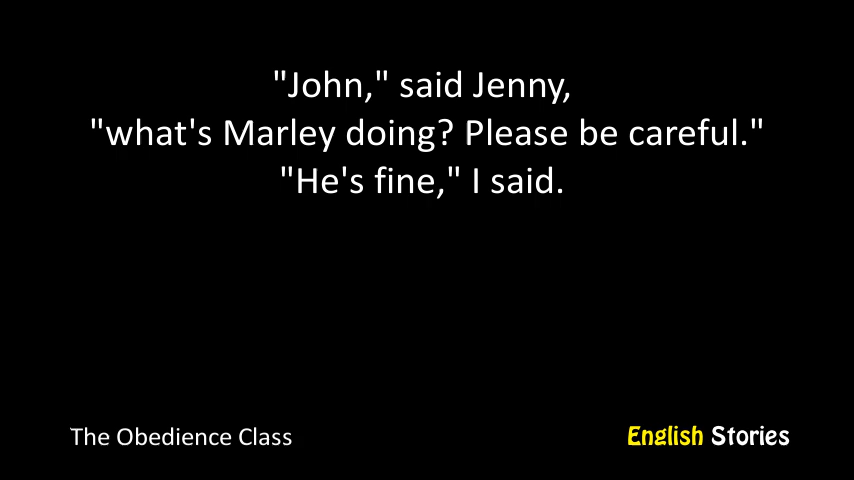 "John," said Jenny,
"what's Marley doing? Please be careful."
"He's fine," I said.
The Obedience Class
English Stories